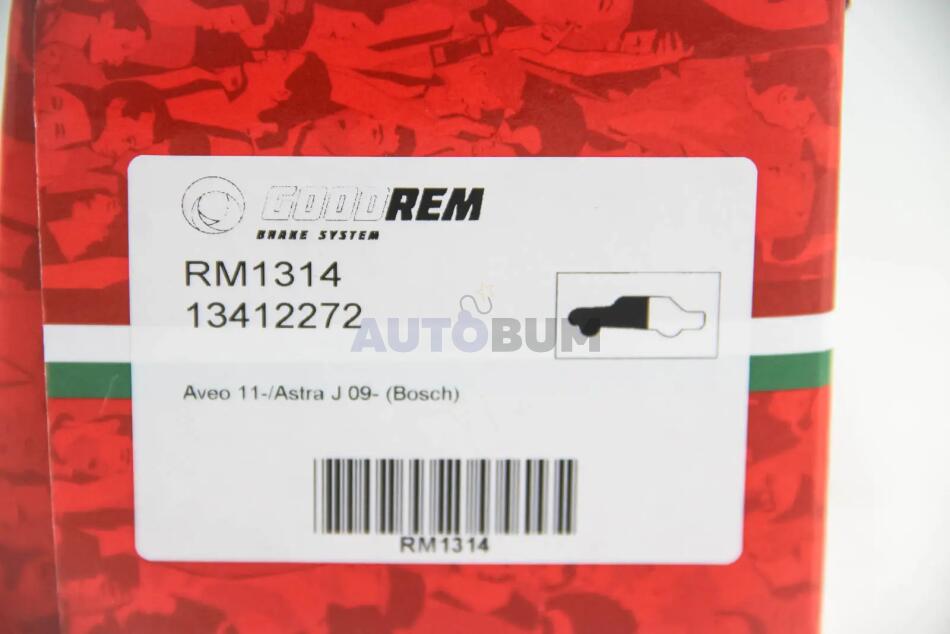 GOODREM
BRAKE SYSTEM
RM1314
13412272
AUTOBUM
Aveo 11-/Astra J 09- (Bosch)
RM1314